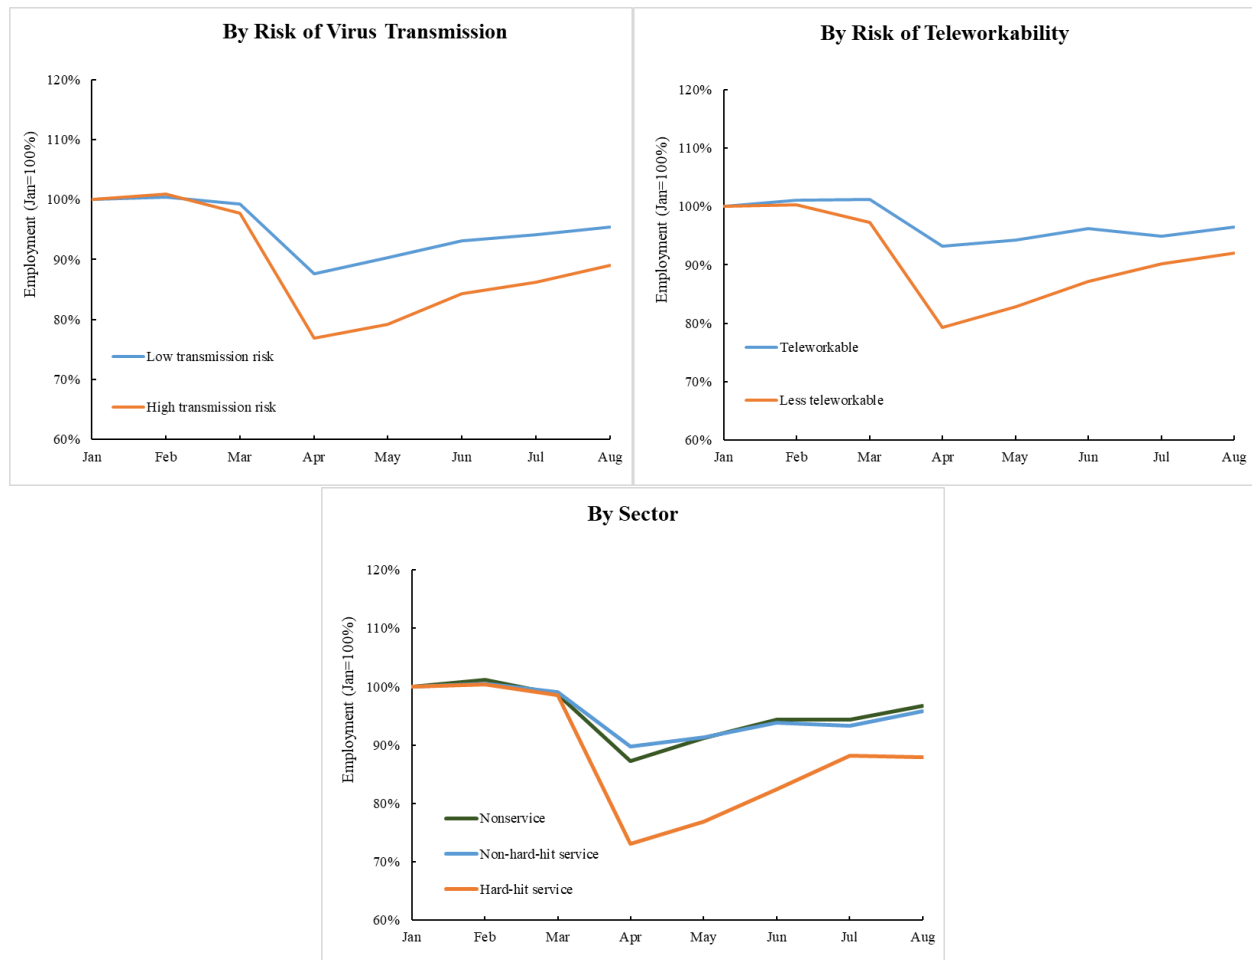 By Risk of Virus Transmission
Employment (Jan=100%)
120%
110%
100%
90%
80%
70%
60%
Low transmission risk
High transmission risk
Jan Feb Mar Apr May Jun Jul Aug
By Risk of Teleworkability
Employment (Jan=100%)
120%
110%
100%
90%
80%
70%
60%
Teleworkable
Less teleworkable
Jan Feb Mar Apr May Jun Jul Aug
By Sector
Employment (Jan=100%)
120%
110%
100%
90%
80%
70%
60%
Nonservice
Non-hard-hit service
Hard-hit service
Jan Feb Mar Apr May Jun Jul Aug